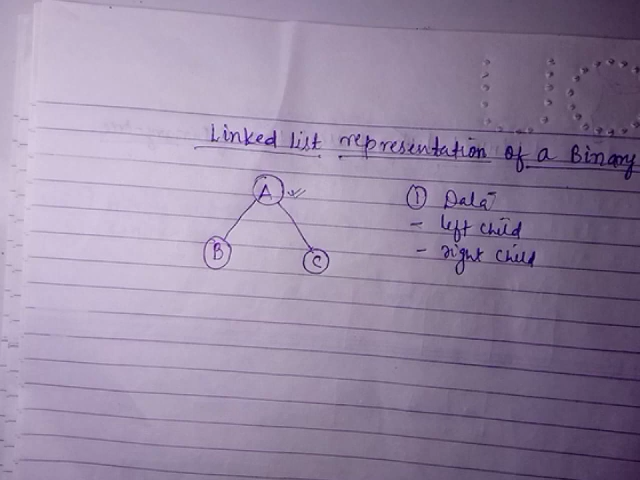 Linked list representation of a Binary
A
① Data
- left child
B
C
- right child